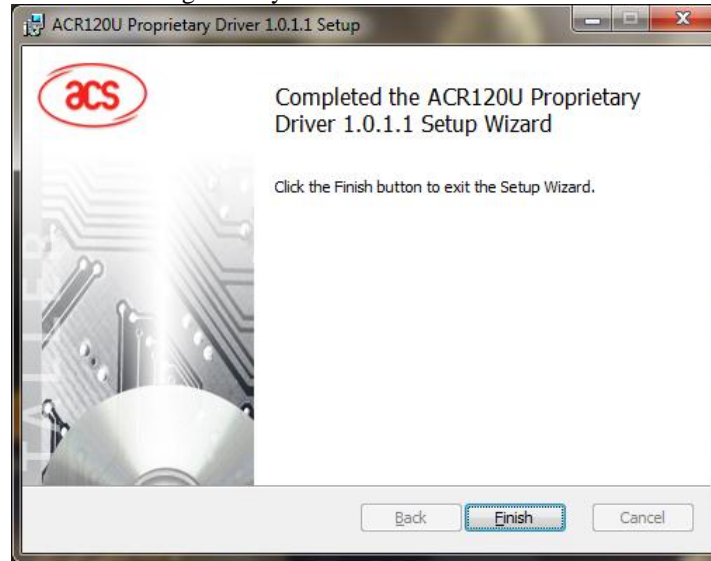 ACR120U Proprietary Driver 1.0.1.1 Setup
acs
Completed the ACR120U Proprietary
Driver 1.0.1.1 Setup Wizard
Click the Finish button to exit the Setup Wizard.
Back Finish Cancel